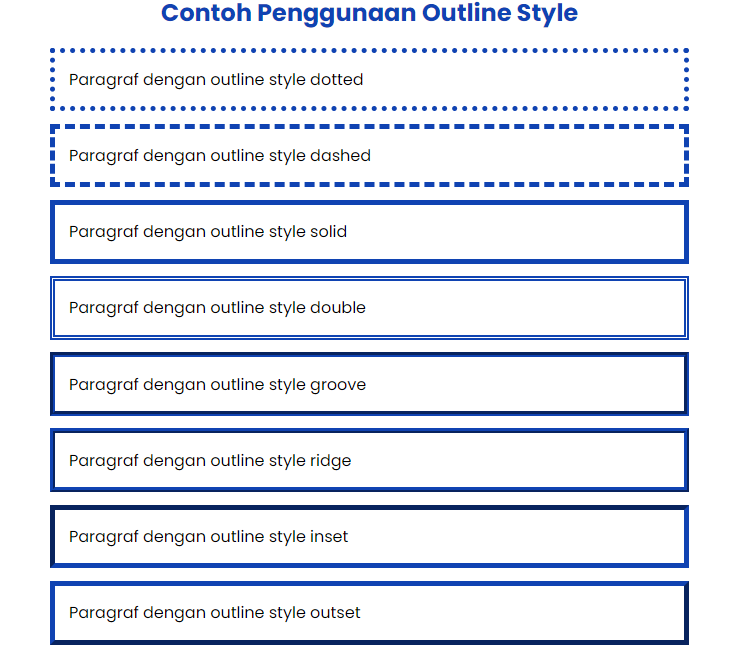 Contoh Penggunaan Outline Style
Paragraf dengan outline style dotted
Paragraf dengan outline style dashed
Paragraf dengan outline style solid
Paragraf dengan outline style double
Paragraf dengan outline style groove
Paragraf dengan outline style ridge
Paragraf dengan outline style inset
Paragraf dengan outline style outset